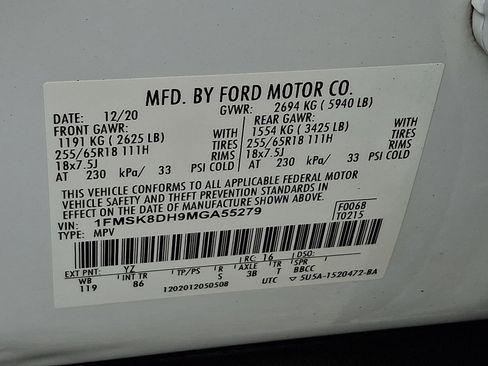 MFD. BY FORD MOTOR CO.
DATE: 12/20 GVWR: 2694 KG ( 5940 LB)
FRONT GAWR: REAR GAWR:
1191 KG ( 2625 LB) WITH 1554 KG ( 3425 LB) WITH
255/65R18 111H TIRES 255/65R18 111H TIRES
18x7.5J RIMS 18x7.5J RIMS
AT 230 kPa/ 33 PSI COLD AT 230 kPa/ 33 PSI COLD
THIS VEHICLE CONFORMS TO ALL APPLICABLE FEDERAL MOTOR
VEHICLE SAFETY AND THEFT PREVENTION STANDARDS IN
EFFECT ON THE DATE OF MANUFACTURE SHOWN ABOVE.
VIN: 1FMSK8DH9MGA55279 F0068
TYPE: MPV T0215
EXT PNT: YZ RC: 16 DSO:
WB INT TR TP/PS R AXLE TR SPR
119 86 S 3B T BBCC
1202012050508 UTC ▽ 5U5A-1520472-BA